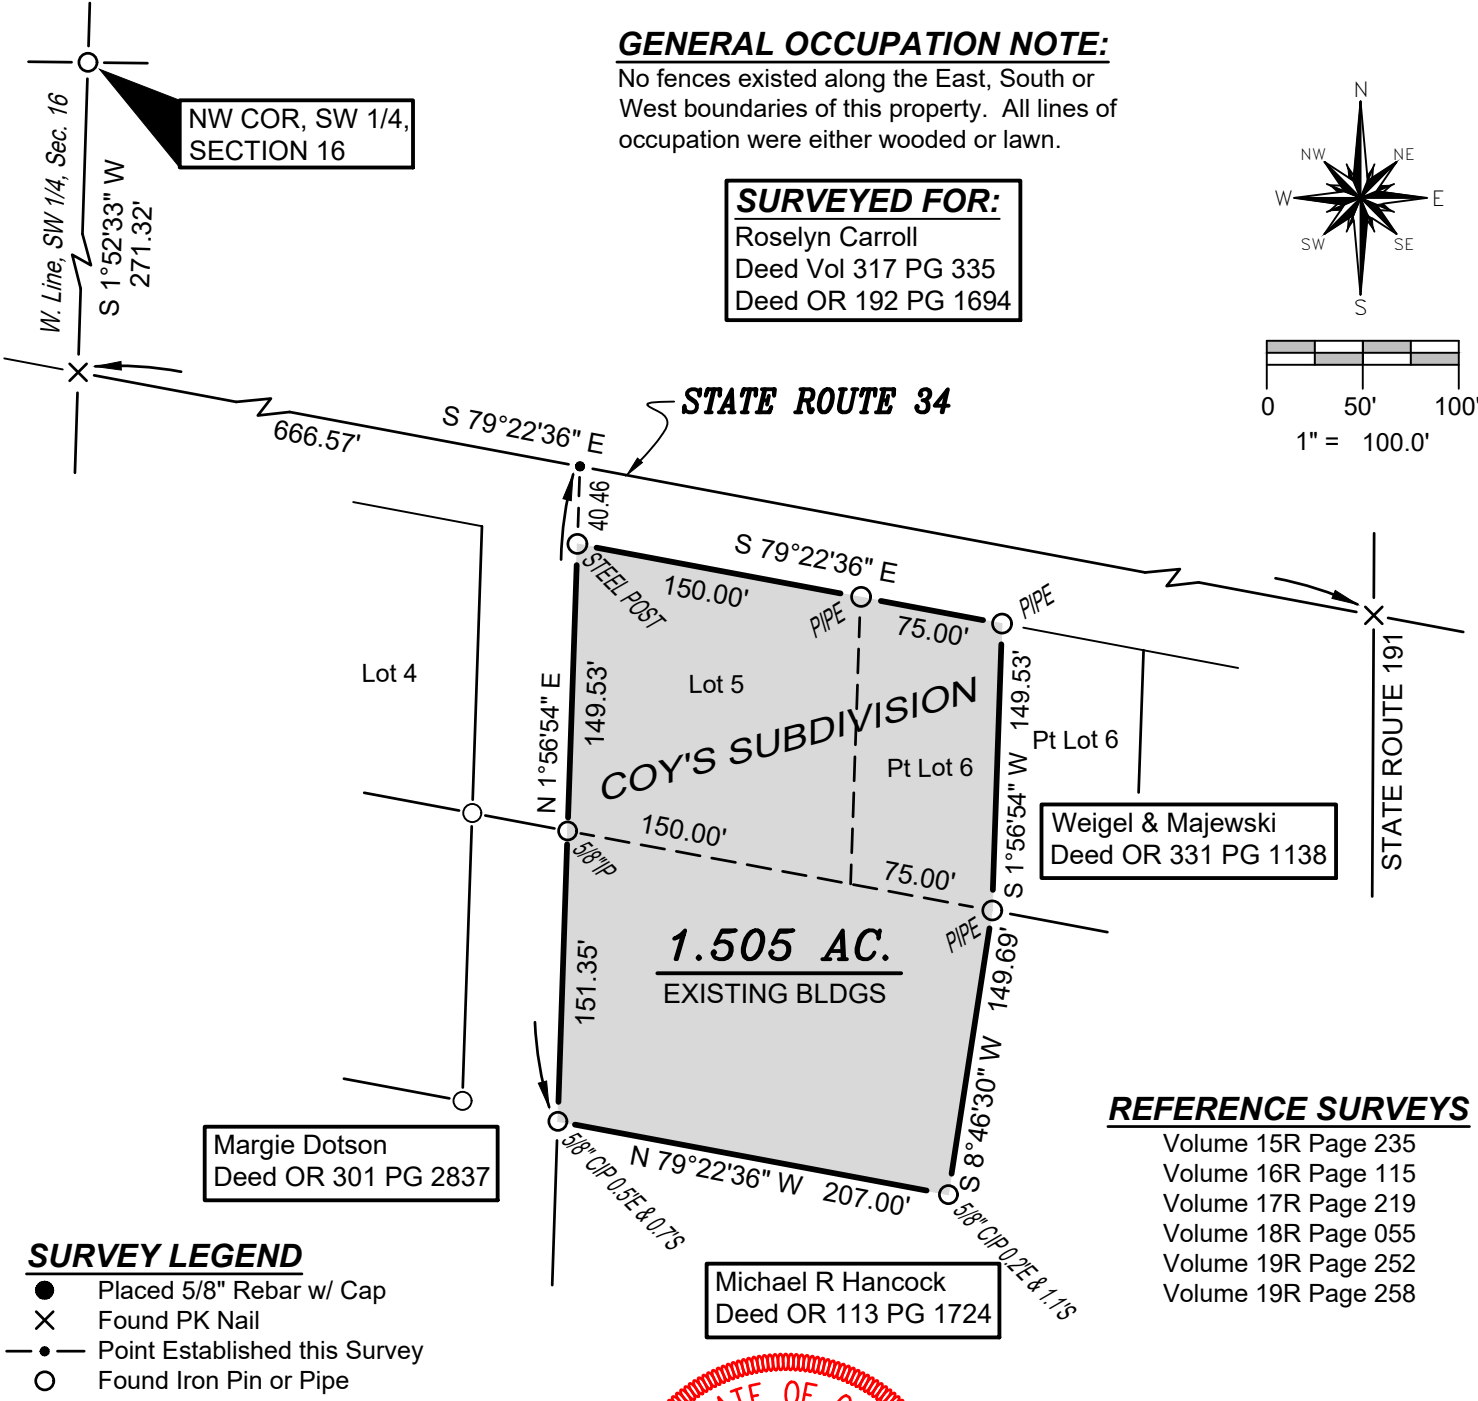 GENERAL OCCUPATION NOTE:
No fences existed along the East, South or
West boundaries of this property. All lines of
occupation were either wooded or lawn.
NW COR, SW 1/4,
SECTION 16
W. Line, SW 1/4, Sec. 16
S 1°52'33" W
271.32'
SURVEYED FOR:
Roselyn Carroll
Deed Vol 317 PG 335
Deed OR 192 PG 1694
N
NW
NE
W
E
SW
SE
S
0 50' 100'
1" = 100.0'
STATE ROUTE 34
S 79°22'36" E
666.57'
40.46
STEEL POST
S 79°22'36" E
150.00'
PIPE
75.00'
PIPE
Lot 4
N 1°56'54" E
149.53'
Lot 5
COY'S SUBDIVISION
Pt Lot 6
S 1°56'54" W 149.53'
Pt Lot 6
STATE ROUTE 191
Weigel & Majewski
Deed OR 331 PG 1138
150.00'
75.00'
5/8"IP
PIPE
1.505 AC.
EXISTING BLDGS
151.35'
S 8°46'30" W 149.69'
N 79°22'36" W 207.00'
5/8" CIP 0.5'E & 0.7'S
5/8" CIP 0.2'E & 1.1'S
Margie Dotson
Deed OR 301 PG 2837
Michael R Hancock
Deed OR 113 PG 1724
REFERENCE SURVEYS
Volume 15R Page 235
Volume 16R Page 115
Volume 17R Page 219
Volume 18R Page 055
Volume 19R Page 252
Volume 19R Page 258
SURVEY LEGEND
Placed 5/8" Rebar w/ Cap
Found PK Nail
Point Established this Survey
Found Iron Pin or Pipe
OF